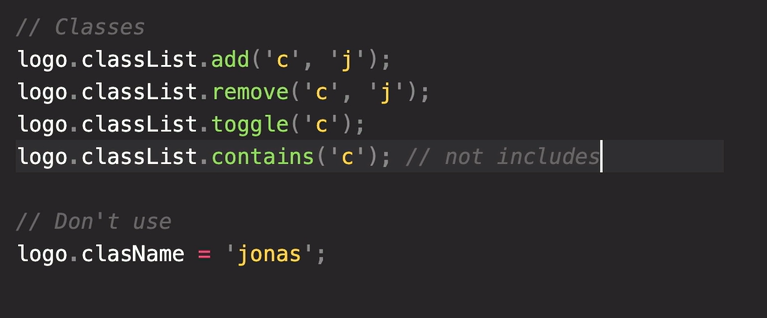 // Classes
logo.classList.add('c', 'j');
logo.classList.remove('c', 'j');
logo.classList.toggle('c');
logo.classList.contains('c'); // not includes
// Don't use
logo.clasName = 'jonas';